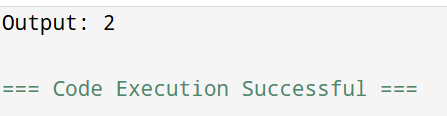 Output: 2
=== Code Execution Successful ===